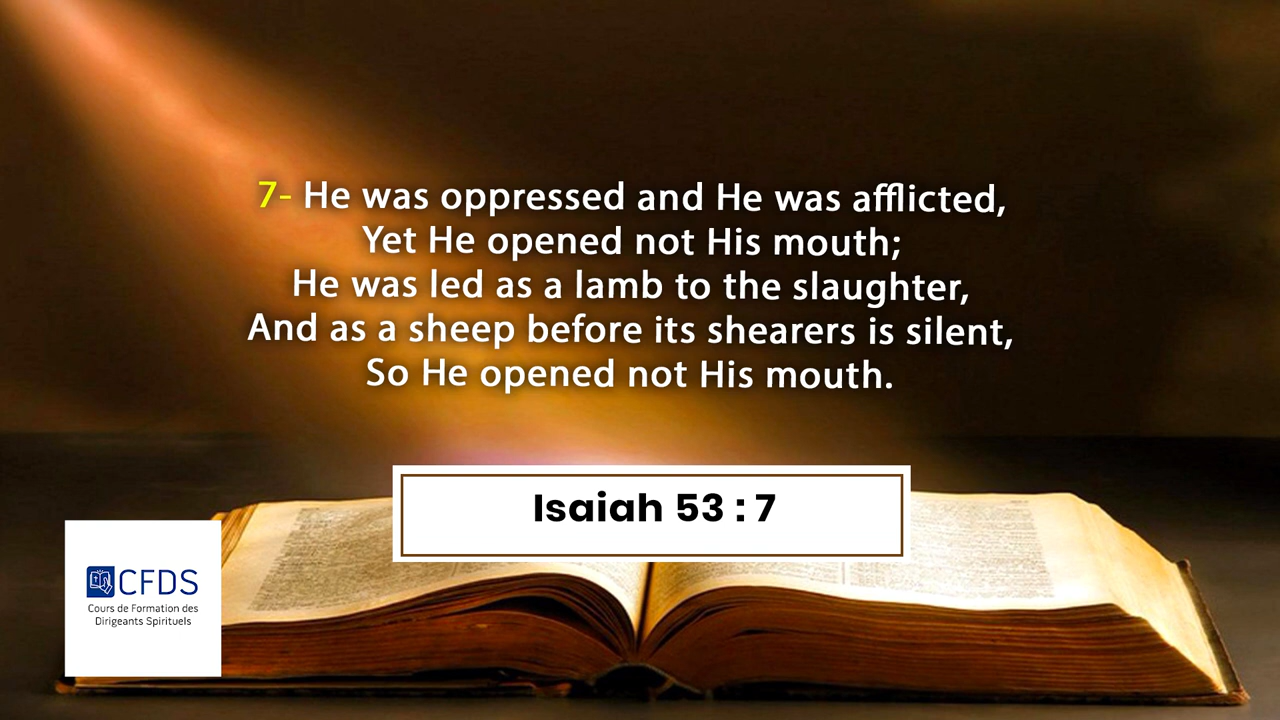 7- He was oppressed and He was afflicted,
Yet He opened not His mouth;
He was led as a lamb to the slaughter,
And as a sheep before its shearers is silent,
So He opened not His mouth.
Isaiah 53 : 7
CFDS
Cours de Formation des
Dirigeants Spirituels